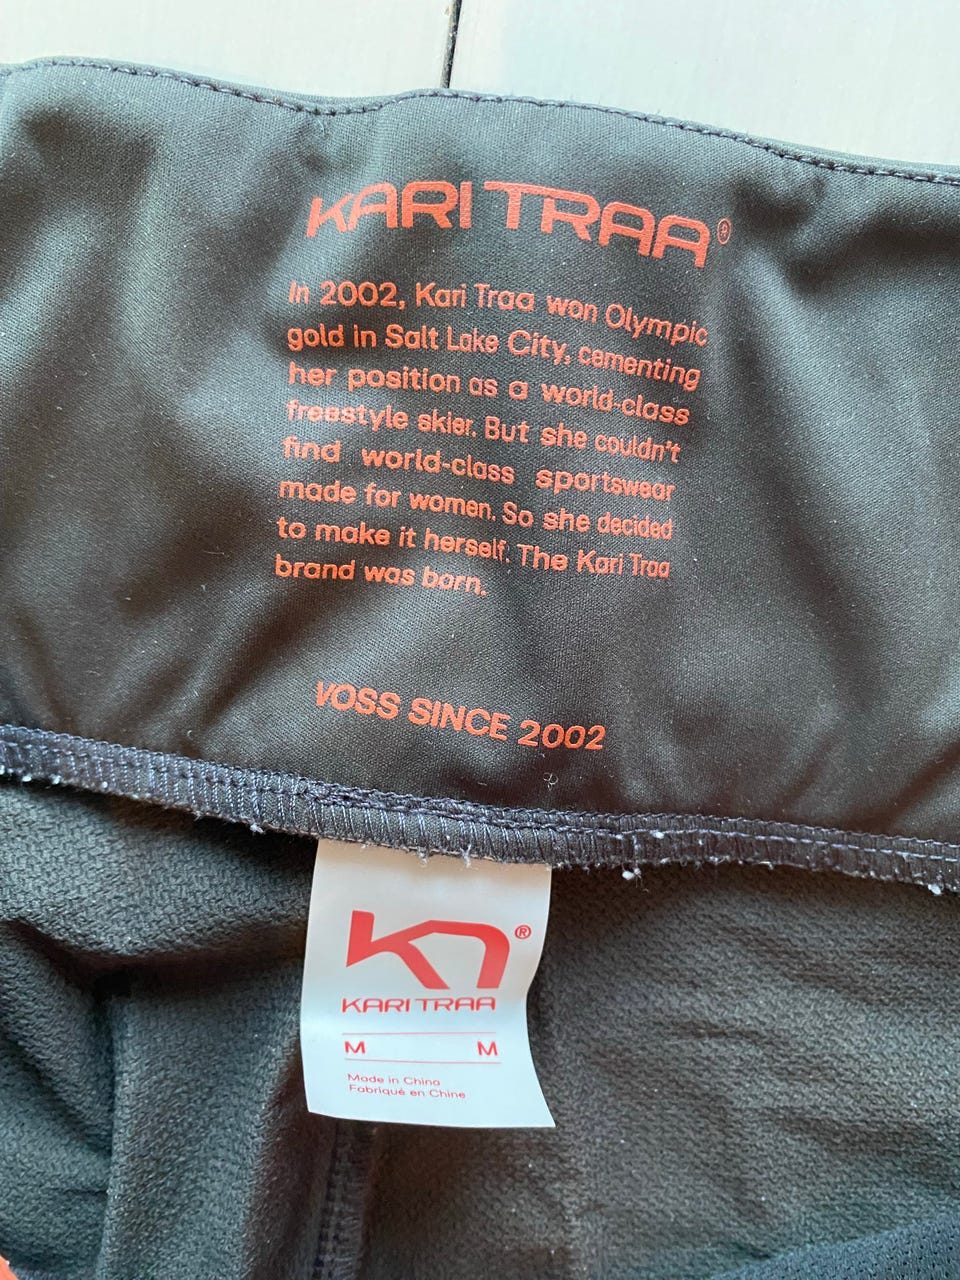 KARI TRAA®
In 2002, Kari Traa won Olympic
gold in Salt Lake City, cementing
her position as a world-class
freestyle skier. But she couldn't
find world-class sportswear
made for women. So she decided
to make it herself. The Kari Traa
brand was born.
VOSS SINCE 2002
®
KARI TRAA
M M
Made in China
Fabriqué en Chine